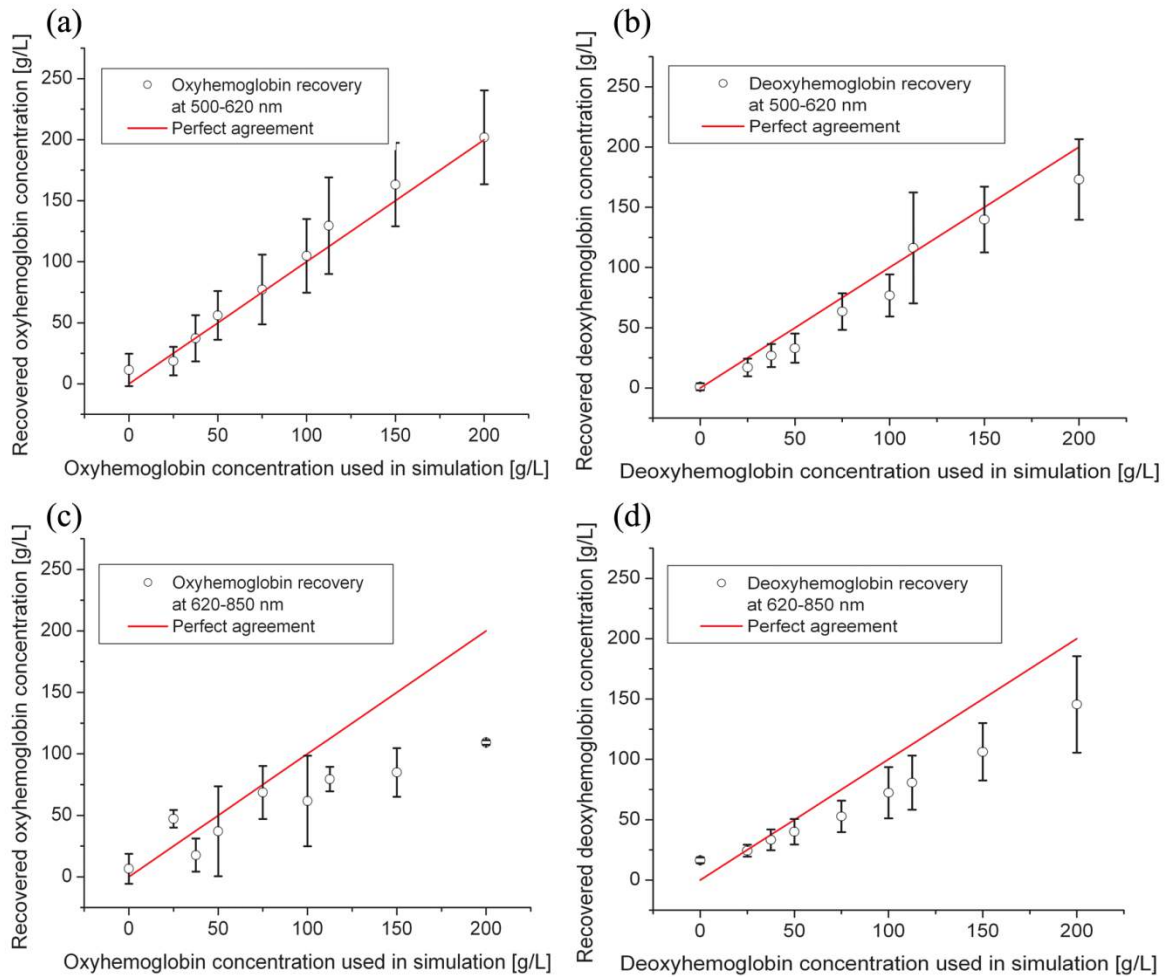 (a)
Recovered oxyhemoglobin concentration [g/L]
250
200
150
100
50
0
Oxyhemoglobin recovery
at 500-620 nm
Perfect agreement
0 50 100 150 200
Oxyhemoglobin concentration used in simulation [g/L]
(b)
Recovered deoxyhemoglobin concentration [g/L]
250
200
150
100
50
0
Deoxyhemoglobin recovery
at 500-620 nm
Perfect agreement
0 50 100 150 200
Deoxyhemoglobin concentration used in simulation [g/L]
(c)
Recovered oxyhemoglobin concentration [g/L]
250
200
150
100
50
0
Oxyhemoglobin recovery
at 620-850 nm
Perfect agreement
0 50 100 150 200
Oxyhemoglobin concentration used in simulation [g/L]
(d)
Recovered deoxyhemoglobin concentration [g/L]
250
200
150
100
50
0
Deoxyhemoglobin recovery
at 620-850 nm
Perfect agreement
0 50 100 150 200
Deoxyhemoglobin concentration used in simulation [g/L]